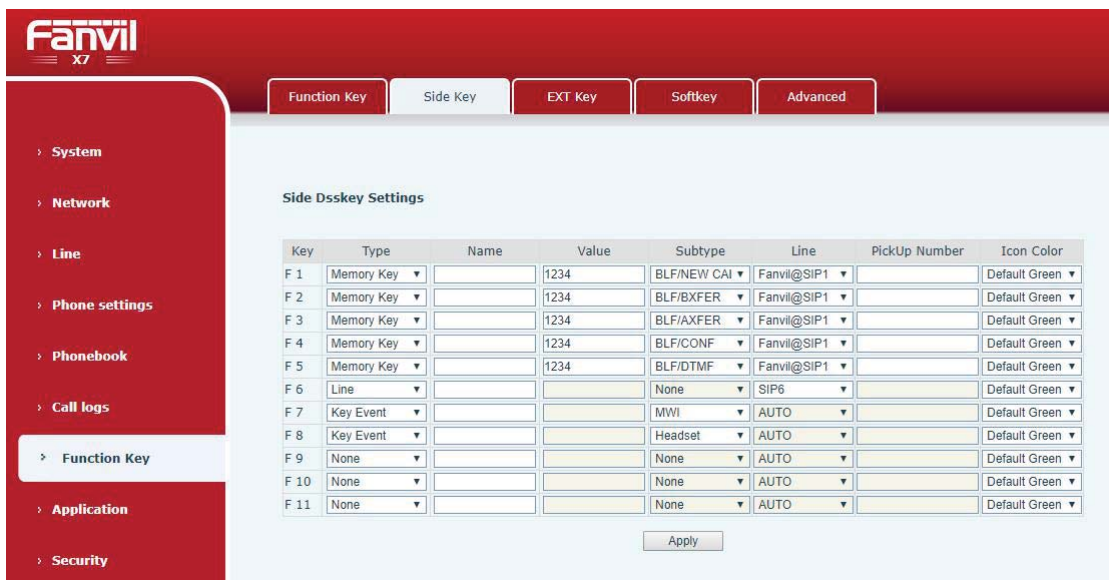 Fanvil
X7
Function Key Side Key EXT Key Softkey Advanced
System
Network
Line
Phone settings
Phonebook
Call logs
Function Key
Application
Security
Side Dsskey Settings
Key Type Name Value Subtype Line PickUp Number Icon Color
F 1 Memory Key 1234 BLF/NEW CAI Fanvil@SIP1 Default Green
F 2 Memory Key 1234 BLF/BXFER Fanvil@SIP1 Default Green
F 3 Memory Key 1234 BLF/AXFER Fanvil@SIP1 Default Green
F 4 Memory Key 1234 BLF/CONF Fanvil@SIP1 Default Green
F 5 Memory Key 1234 BLF/DTMF Fanvil@SIP1 Default Green
F 6 Line None SIP6 Default Green
F 7 Key Event MWI AUTO Default Green
F 8 Key Event Headset AUTO Default Green
F 9 None None AUTO Default Green
F 10 None None AUTO Default Green
F 11 None None AUTO Default Green
Apply